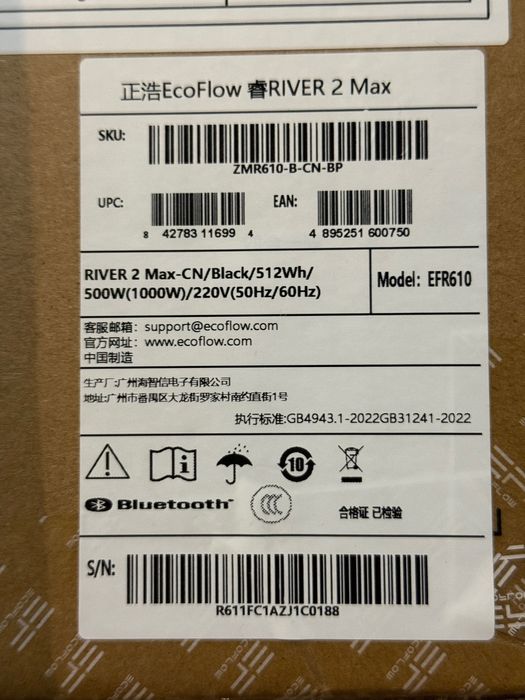 正浩EcoFlow 睿RIVER 2 Max
SKU:
ZMR610-B-CN-BP
UPC:
8 42783 11699 4
EAN:
4 895251 600750
RIVER 2 Max-CN/Black/512Wh/
500W(1000W)/220V(50Hz/60Hz)
Model: EFR610
客服邮箱: support@ecoflow.com
官方网址: www.ecoflow.com
中国制造
生产厂:广州海智信电子有限公司
地址:广州市番禺区大龙街罗家村南约直街1号
执行标准:GB4943.1-2022GB31241-2022
10
Bluetooth
CCC
合格证 已检验
S/N:
R611FC1AZJ1C0188
ECOFLOW
ECOFLOW
ECOFLOW